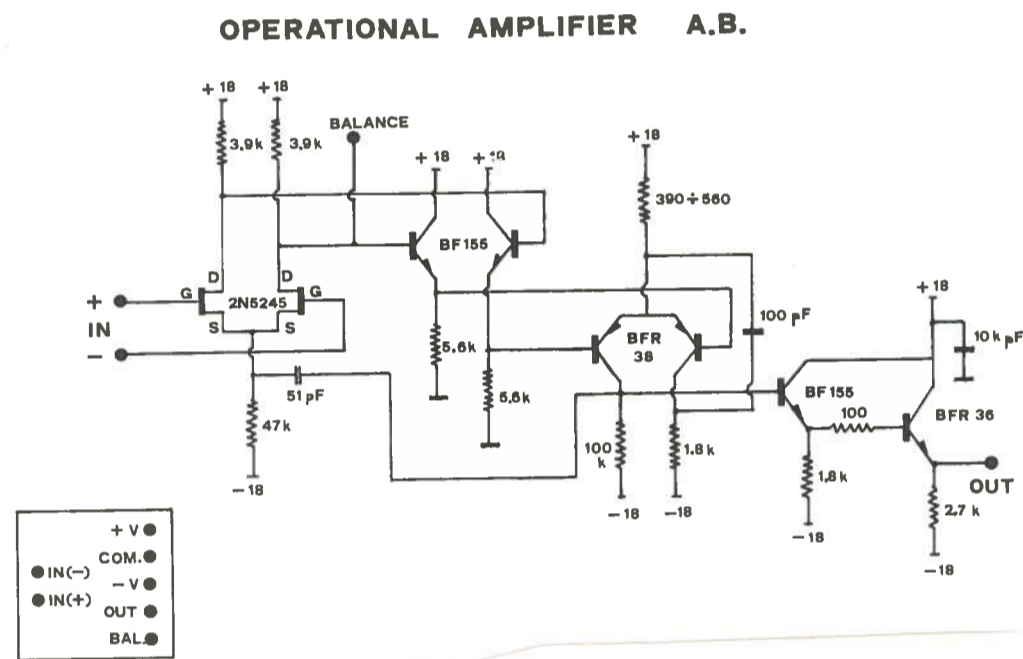 OPERATIONAL AMPLIFIER A.B.
+ 18
+ 18
3,9k
3,9k
BALANCE
+ 18
+ 18
+ 18
390÷560
BF155
D
D
G
G
2N5245
S
S
+
IN
-
5,6k
5,6k
BFR
38
100 pF
+ 18
10k pF
51 pF
47k
-18
100
k
1.8k
-18
-18
BF155
100
BFR 36
1,8k
-18
OUT
2,7 k
-18
+ V
COM.
IN(-)
- V
IN(+)
OUT
BAL.